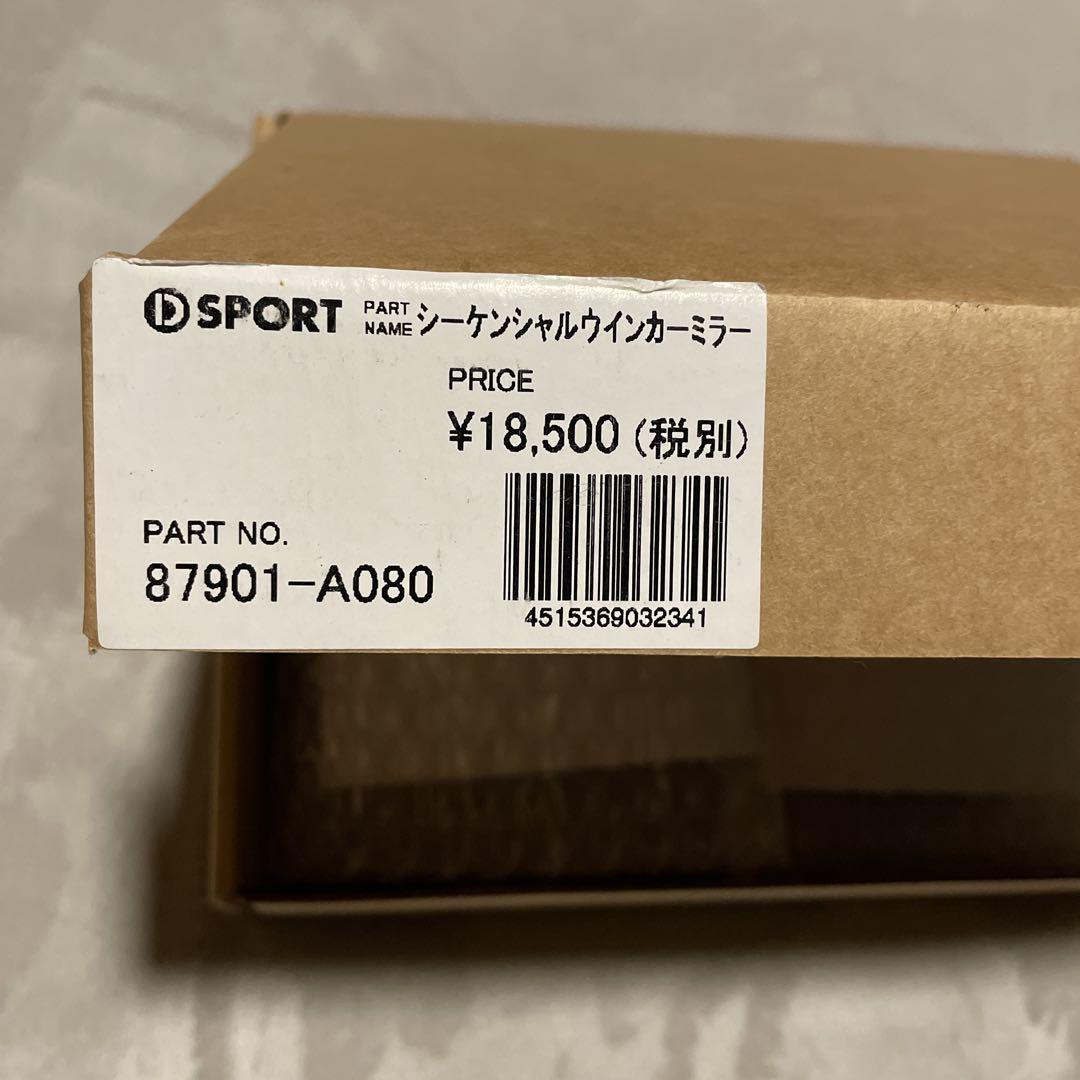 D SPORT PART NAME シーケンシャルウインカーミラー
PRICE
¥18,500(税別)
PART NO.
87901-A080
4515369032341